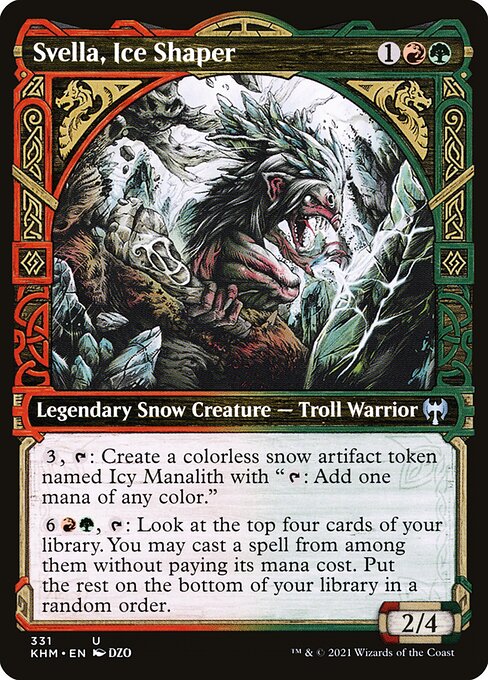 Svella, Ice Shaper 1
Legendary Snow Creature — Troll Warrior
3, : Create a colorless snow artifact token
named Icy Manalith with “: Add one
mana of any color.”
6, : Look at the top four cards of your
library. You may cast a spell from among
them without paying its mana cost. Put
the rest on the bottom of your library in a
random order.
2/4
331 U
KHM • EN DZO
™ & © 2021 Wizards of the Coast